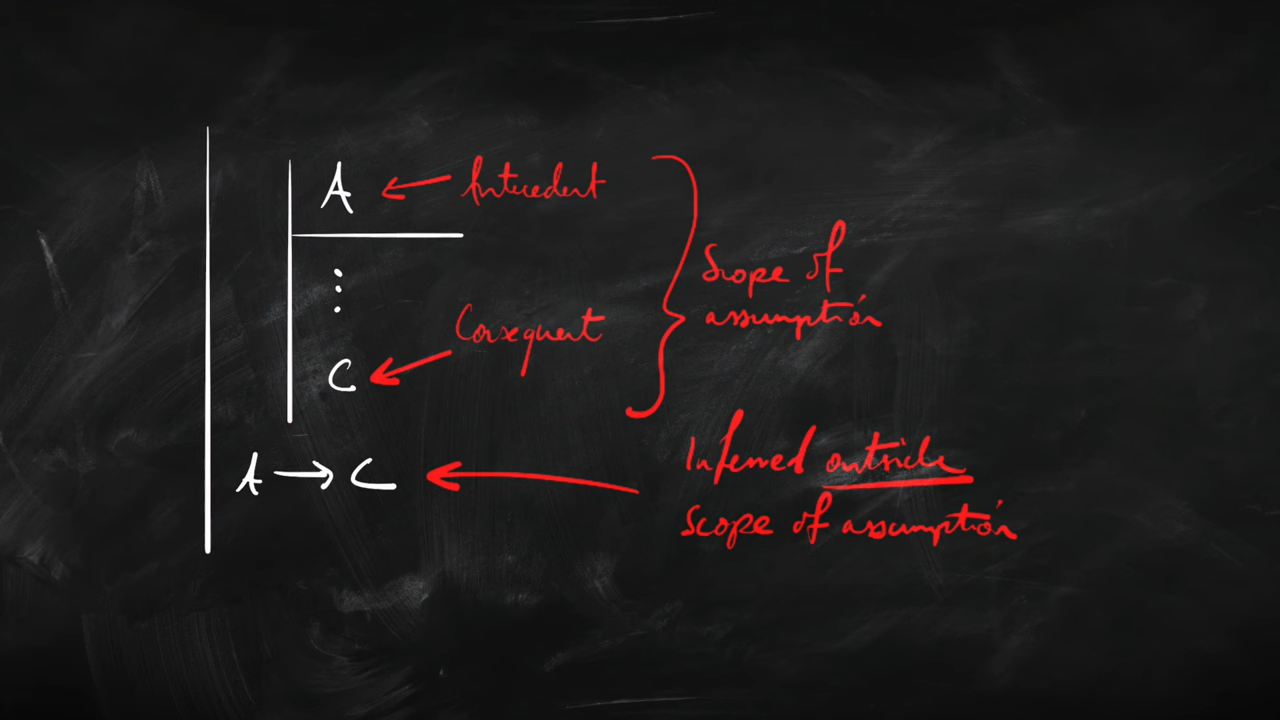 A ← Antecedent
⋮
Scope of
assumption
Consequent
C ←
A → C ←
Inferred outside
scope of assumption